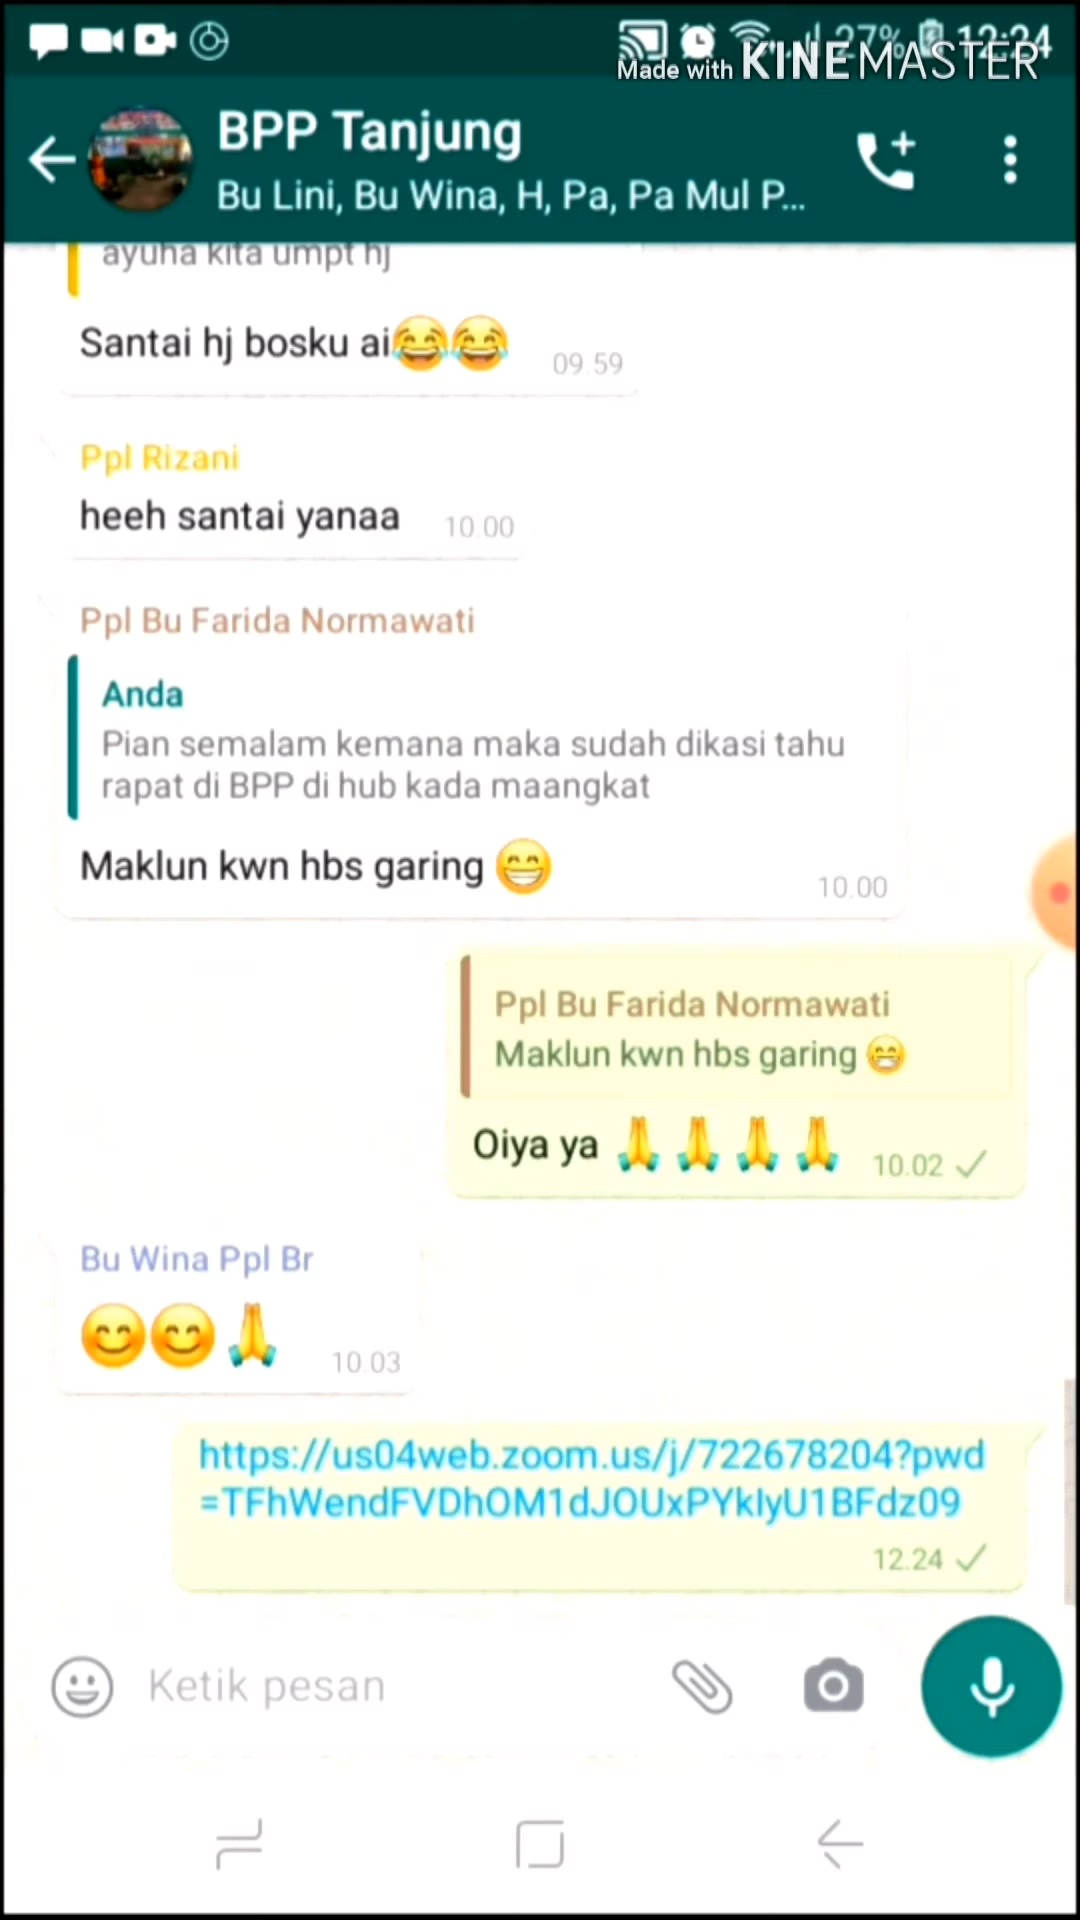 27% 12:24
Made with KINEMASTER
BPP Tanjung
Bu Lini, Bu Wina, H, Pa, Pa Mul P...
ayuha kita umpt hj
Santai hj bosku ai😂😂 09.59
Ppl Rizani
heeh santai yanaa 10.00
Ppl Bu Farida Normawati
Anda
Pian semalam kemana maka sudah dikasi tahu
rapat di BPP di hub kada maangkat
Maklun kwn hbs garing 😁 10.00
Ppl Bu Farida Normawati
Maklun kwn hbs garing 😁
Oiya ya 🙏 🙏 🙏 🙏 10.02
Bu Wina Ppl Br
😊😊🙏 10.03
https://us04web.zoom.us/j/722678204?pwd
=TFhWendFVDhOM1dJOUxPYklyU1BFdz09
12.24
Ketik pesan